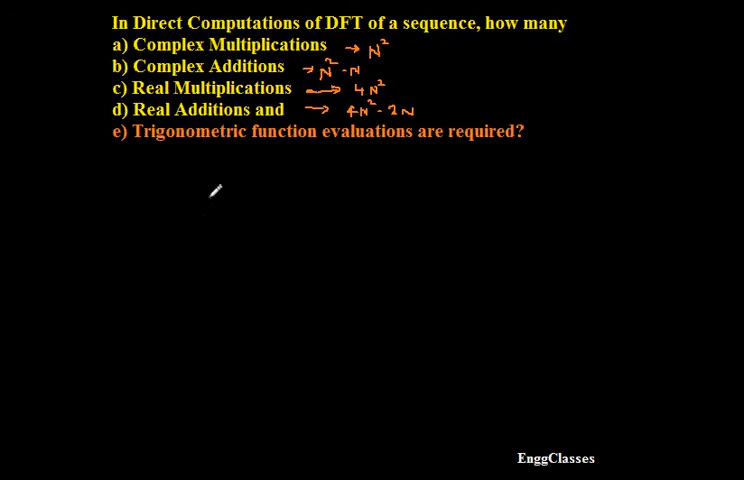 In Direct Computations of DFT of a sequence, how many
a) Complex Multiplications → N²
b) Complex Additions → N² - N
c) Real Multiplications → 4N²
d) Real Additions and → 4N² - 2N
e) Trigonometric function evaluations are required?
EnggClasses